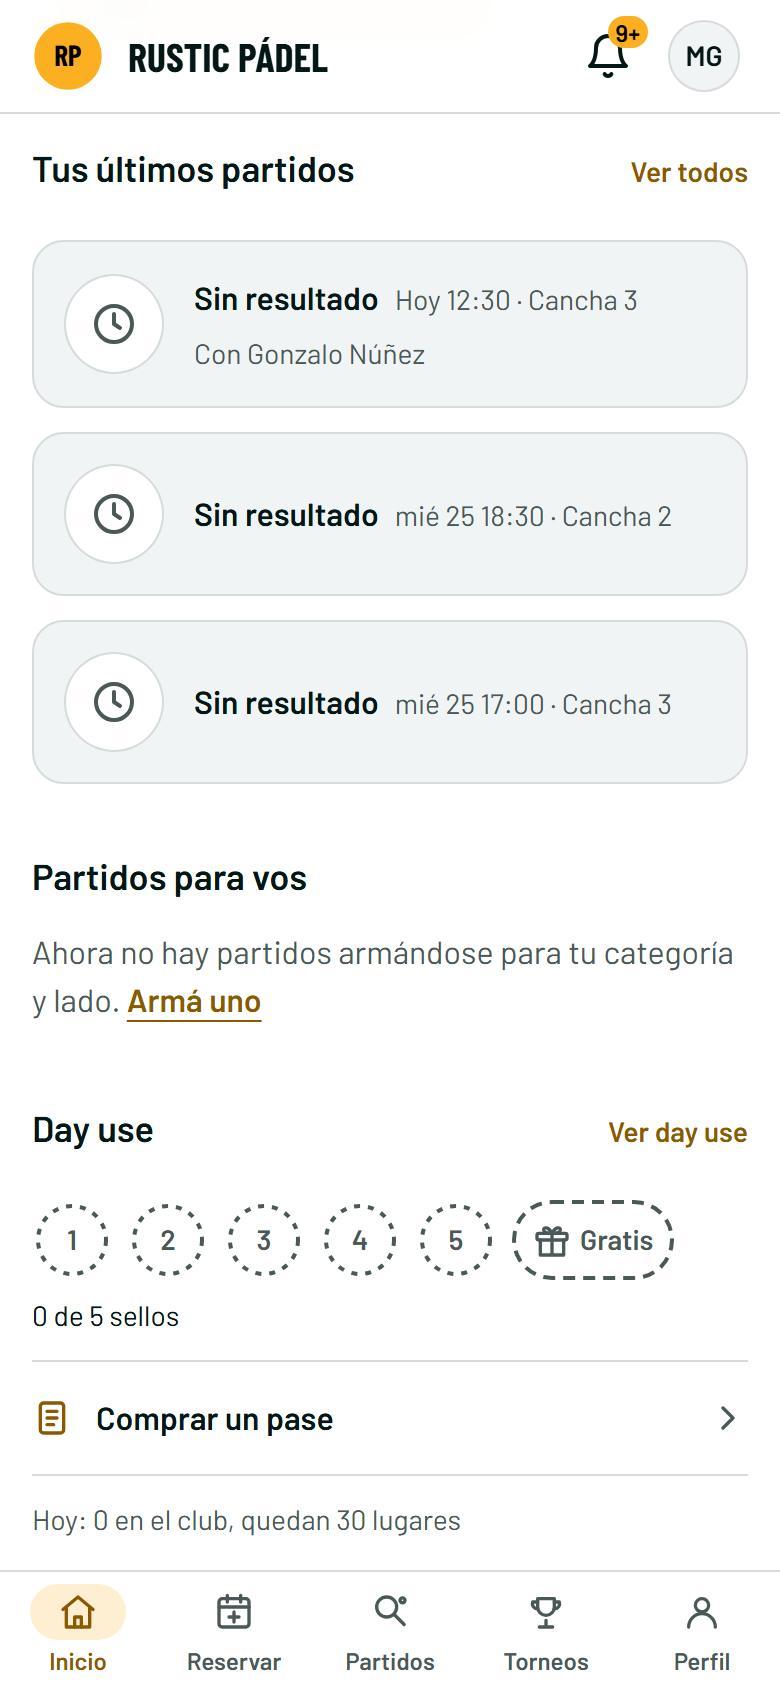 RP RUSTIC PÁDEL 9+ MG
Tus últimos partidos Ver todos
Sin resultado Hoy 12:30 · Cancha 3
Con Gonzalo Núñez
Sin resultado mié 25 18:30 · Cancha 2
Sin resultado mié 25 17:00 · Cancha 3
Partidos para vos
Ahora no hay partidos armándose para tu categoría
y lado. Armá uno
Day use Ver day use
1 2 3 4 5 Gratis
0 de 5 sellos
Comprar un pase
Hoy: 0 en el club, quedan 30 lugares
Inicio Reservar Partidos Torneos Perfil